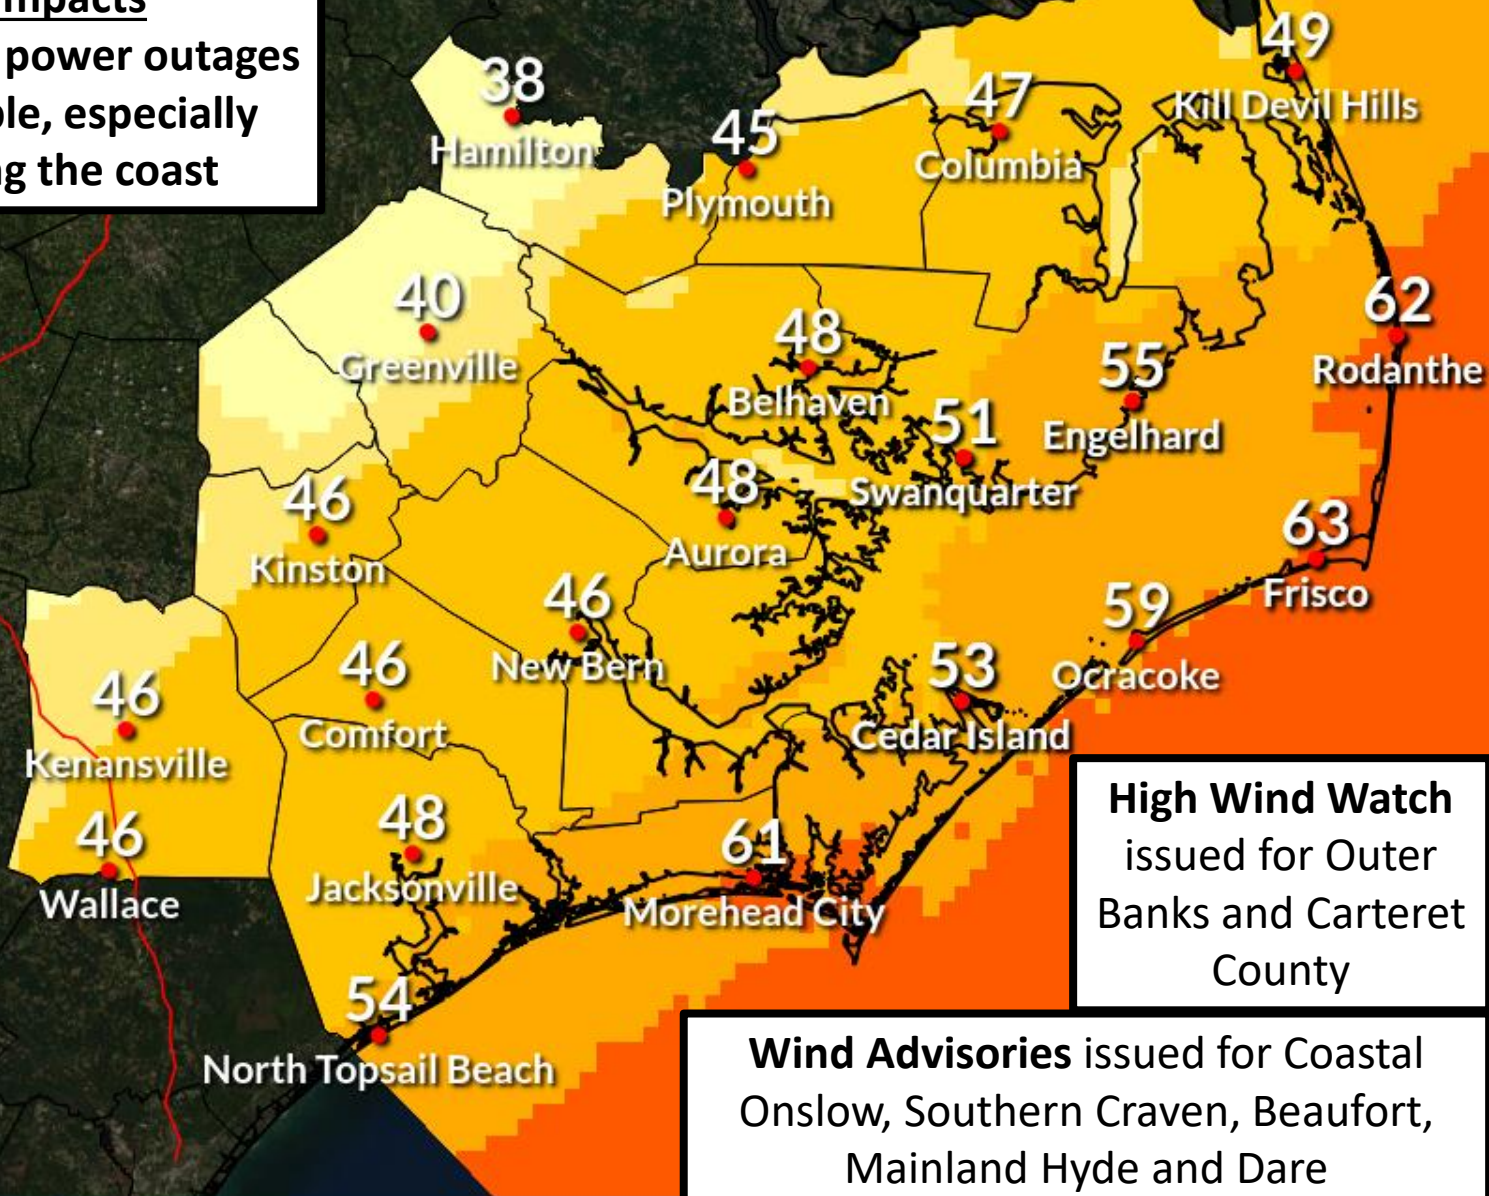 power outages
especially
the coast
49
Kill Devil Hills
38
Hamilton
47
Columbia
45
Plymouth
40
Greenville
62
Rodanthe
48
Belhaven
55
Engelhard
51
Swanquarter
48
Aurora
46
Kinston
63
Frisco
46
New Bern
59
Ocracoke
46
Comfort
53
Cedar Island
46
Kenansville
48
Jacksonville
46
Wallace
61
Morehead City
54
North Topsail Beach
High Wind Watch
issued for Outer
Banks and Carteret
County
Wind Advisories issued for Coastal
Onslow, Southern Craven, Beaufort,
Mainland Hyde and Dare